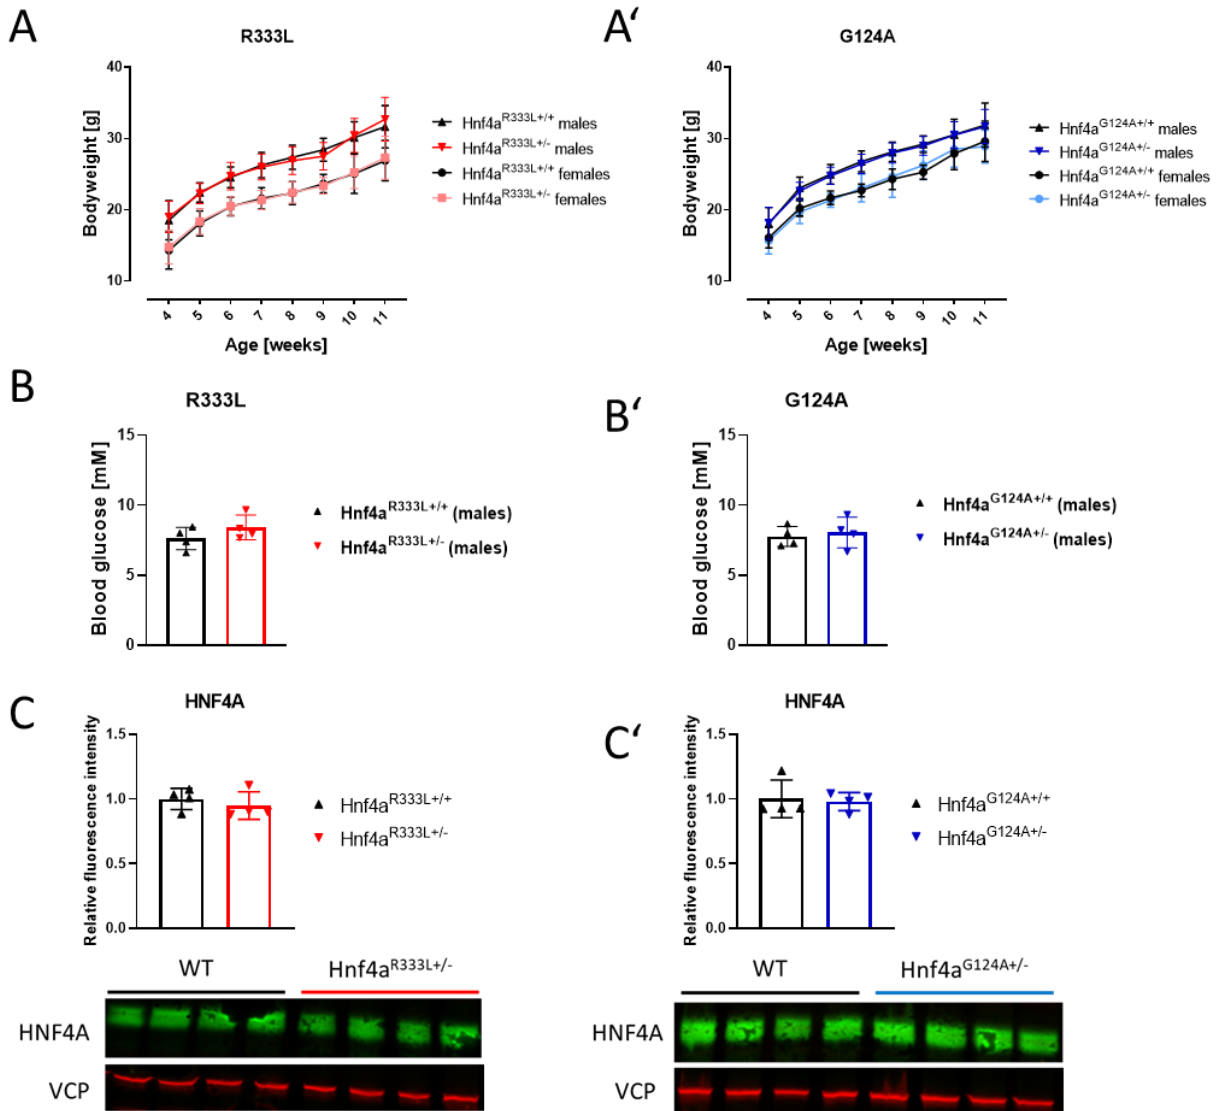 A
R333L
40
30
20
10
Bodyweight [g]
4 5 6 7 8 9 10 11
Age [weeks]
Hnf4a^R333L+/+ males
Hnf4a^R333L+/- males
Hnf4a^R333L+/+ females
Hnf4a^R333L+/- females
A‘
G124A
40
30
20
10
Bodyweight [g]
4 5 6 7 8 9 10 11
Age [weeks]
Hnf4a^G124A+/+ males
Hnf4a^G124A+/- males
Hnf4a^G124A+/+ females
Hnf4a^G124A+/- females
B
R333L
15
10
5
0
Blood glucose [mM]
Hnf4a^R333L+/+ (males)
Hnf4a^R333L+/- (males)
B‘
G124A
15
10
5
0
Blood glucose [mM]
Hnf4a^G124A+/+ (males)
Hnf4a^G124A+/- (males)
C
HNF4A
1.5
1.0
0.5
0.0
Relative fluorescence intensity
Hnf4a^R333L+/+
Hnf4a^R333L+/-
WT Hnf4a^R333L+/-
HNF4A
VCP
C‘
HNF4A
1.5
1.0
0.5
0.0
Relative fluorescence intensity
Hnf4a^G124A+/+
Hnf4a^G124A+/-
WT Hnf4a^G124A+/-
HNF4A
VCP